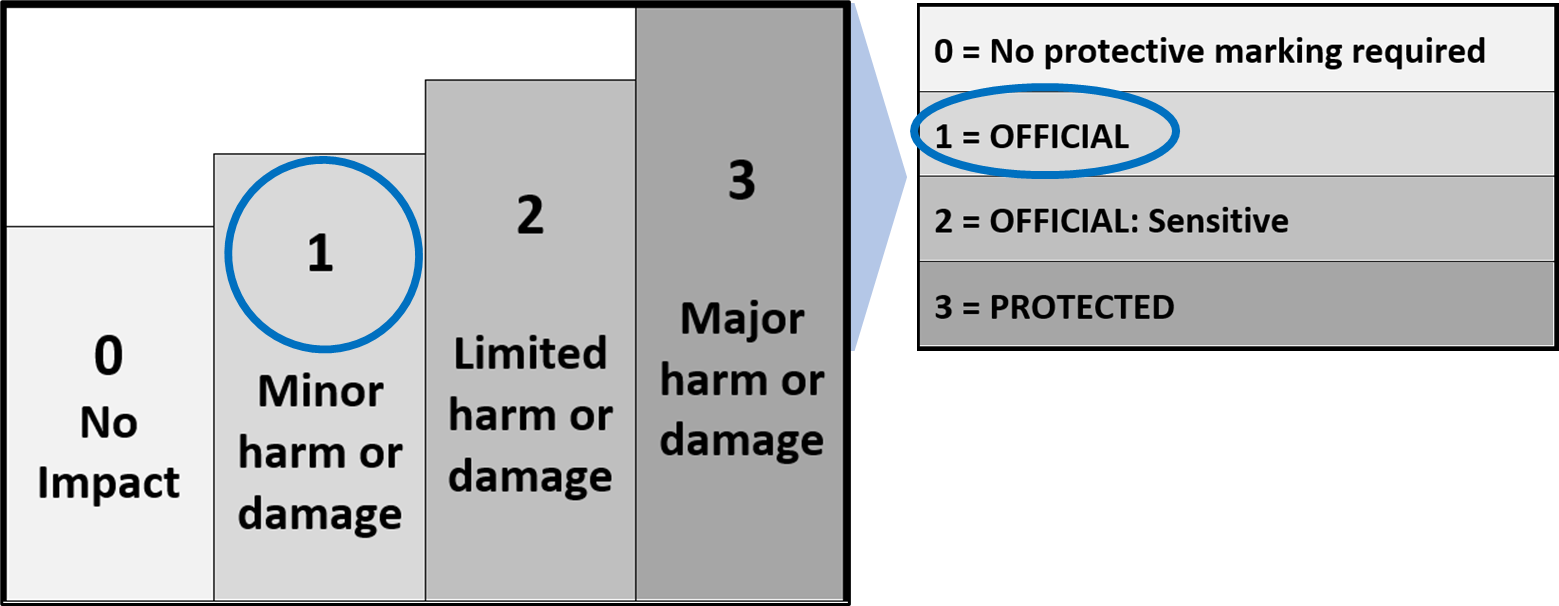 0
No
Impact
1
Minor
harm or
damage
2
Limited
harm or
damage
3
Major
harm or
damage
0 = No protective marking required
1 = OFFICIAL
2 = OFFICIAL: Sensitive
3 = PROTECTED